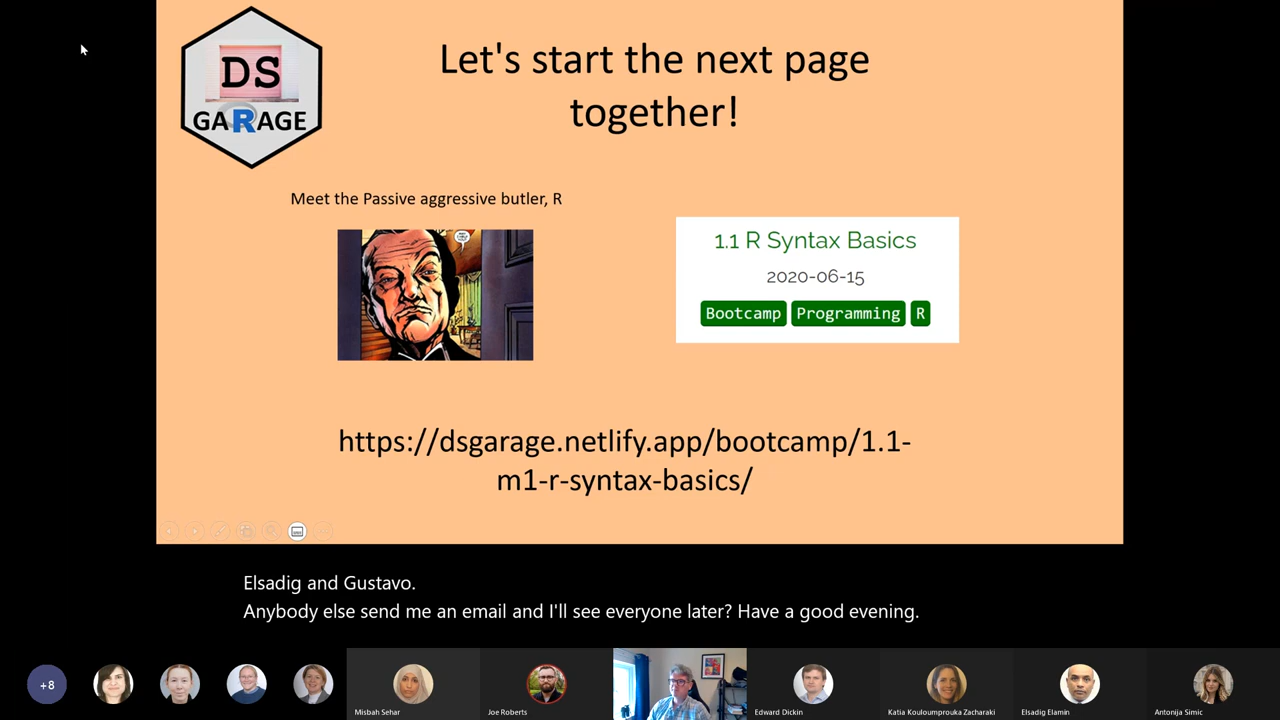 DS
GARAGE
Let's start the next page
together!
Meet the Passive aggressive butler, R
1.1 R Syntax Basics
2020-06-15
Bootcamp Programming R
https://dsgarage.netlify.app/bootcamp/1.1-
m1-r-syntax-basics/
Elsadig and Gustavo.
Anybody else send me an email and I'll see everyone later? Have a good evening.
+8
Misbah Sehar
Joe Roberts
Edward Dickin
Katia Kouloumprouka Zacharaki
Elsadig Elamin
Antonija Simic